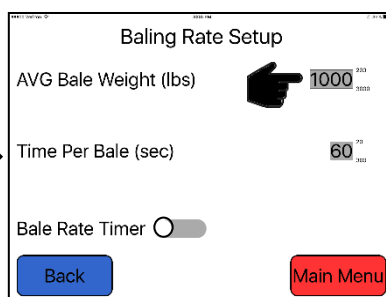 Baling Rate Setup
AVG Bale Weight (lbs) 1000
Time Per Bale (sec) 60
Bale Rate Timer
Back Main Menu